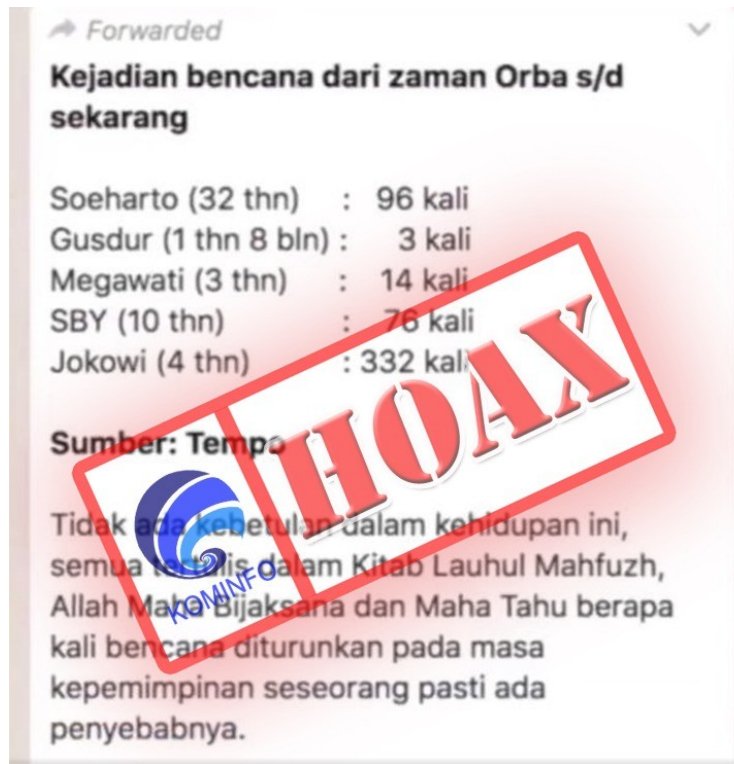 Forwarded
Kejadian bencana dari zaman Orba s/d
sekarang
Soeharto (32 thn) : 96 kali
Gusdur (1 thn 8 bln) : 3 kali
Megawati (3 thn) : 14 kali
SBY (10 thn) : 76 kali
Jokowi (4 thn) : 332 kali
HOAX
Sumber: Tempo
Tidak ada kebetulan dalam kehidupan ini,
semua tertulis dalam Kitab Lauhul Mahfuzh,
KOMINFO
Allah Maha Bijaksana dan Maha Tahu berapa
kali bencana diturunkan pada masa
kepemimpinan seseorang pasti ada
penyebabnya.